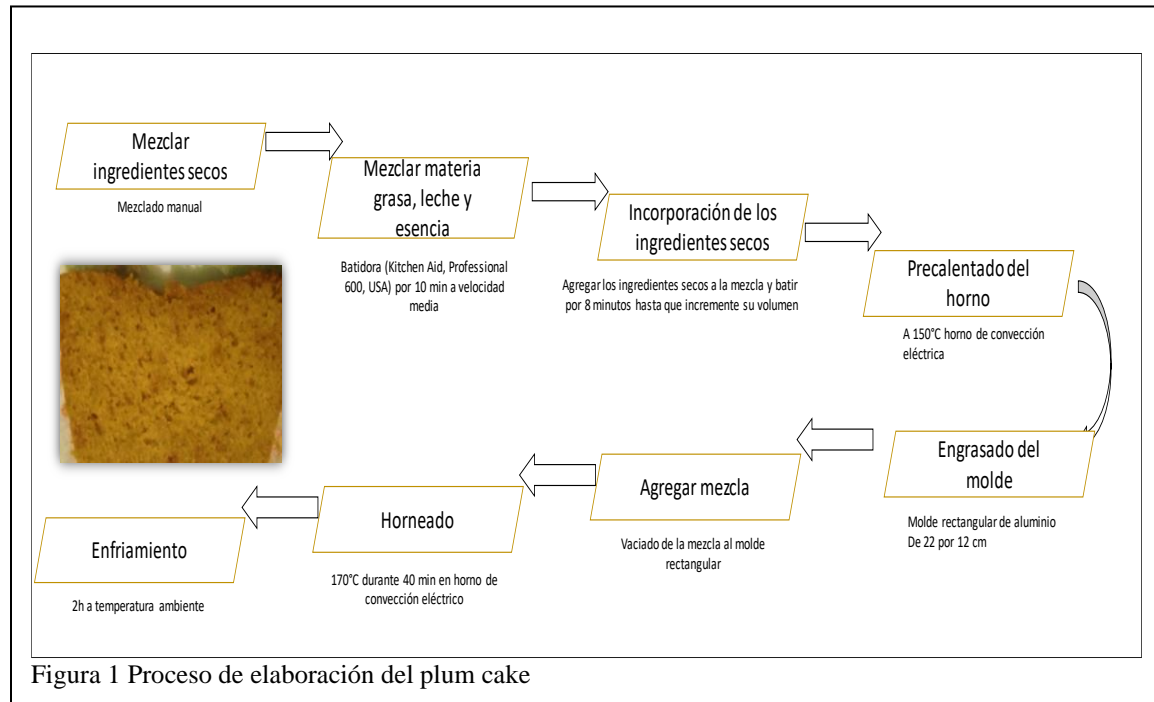 Mezclar
ingredientes secos
Mezclado manual
Mezclar materia
grasa, leche y
esencia
Batidora (Kitchen Aid, Professional
600, USA) por 10 min a velocidad
media
Incorporación de los
ingredientes secos
Agregar los ingredientes secos a la mezcla y batir
por 8 minutos hasta que incremente su volumen
Precalentado del
horno
A 150°C horno de convección
eléctrica
Engrasado del
molde
Molde rectangular de aluminio
De 22 por 12 cm
Agregar mezcla
Vaciado de la mezcla al molde
rectangular
Horneado
170°C durante 40 min en horno de
convección eléctrico
Enfriamiento
2h a temperatura ambiente
Figura 1 Proceso de elaboración del plum cake